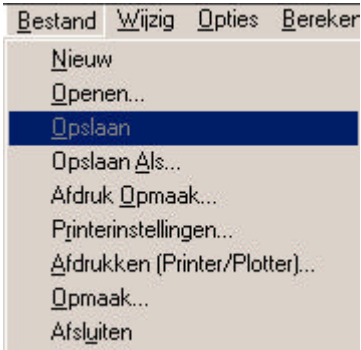 Bestand Wijzig Opties Bereken
Nieuw
Openen...
Opslaan
Opslaan Als...
Afdruk Opmaak...
Printerinstellingen...
Afdrukken (Printer/Plotter)...
Opmaak...
Afsluiten